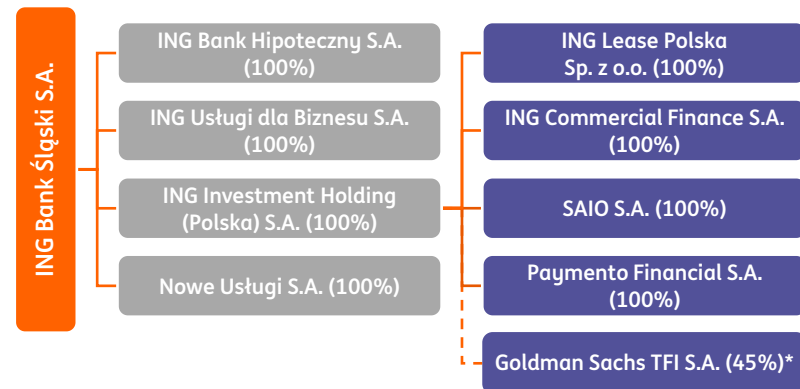 ING Bank Śląski S.A.
ING Bank Hipoteczny S.A.
(100%)
ING Usługi dla Biznesu S.A.
(100%)
ING Investment Holding
(Polska) S.A. (100%)
Nowe Usługi S.A. (100%)
ING Lease Polska
Sp. z o.o. (100%)
ING Commercial Finance S.A.
(100%)
SAIO S.A. (100%)
Paymento Financial S.A.
(100%)
Goldman Sachs TFI S.A. (45%)*